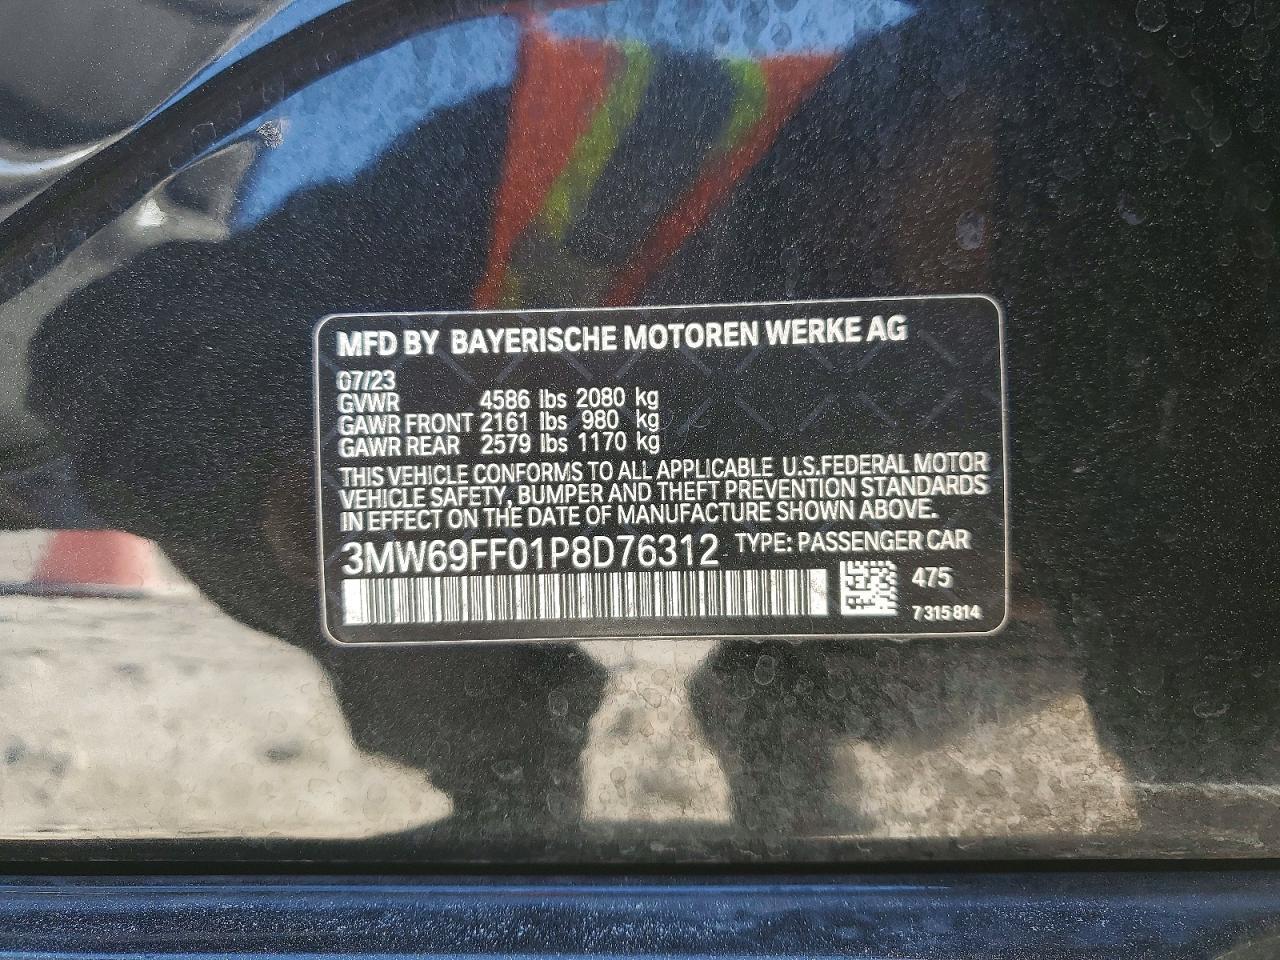 MFD BY BAYERISCHE MOTOREN WERKE AG
07/23
GVWR 4586 lbs 2080 kg
GAWR FRONT 2161 lbs 980 kg
GAWR REAR 2579 lbs 1170 kg
THIS VEHICLE CONFORMS TO ALL APPLICABLE U.S.FEDERAL MOTOR
VEHICLE SAFETY, BUMPER AND THEFT PREVENTION STANDARDS
IN EFFECT ON THE DATE OF MANUFACTURE SHOWN ABOVE.
3MW69FF01P8D76312 TYPE: PASSENGER CAR
475
7 315 814